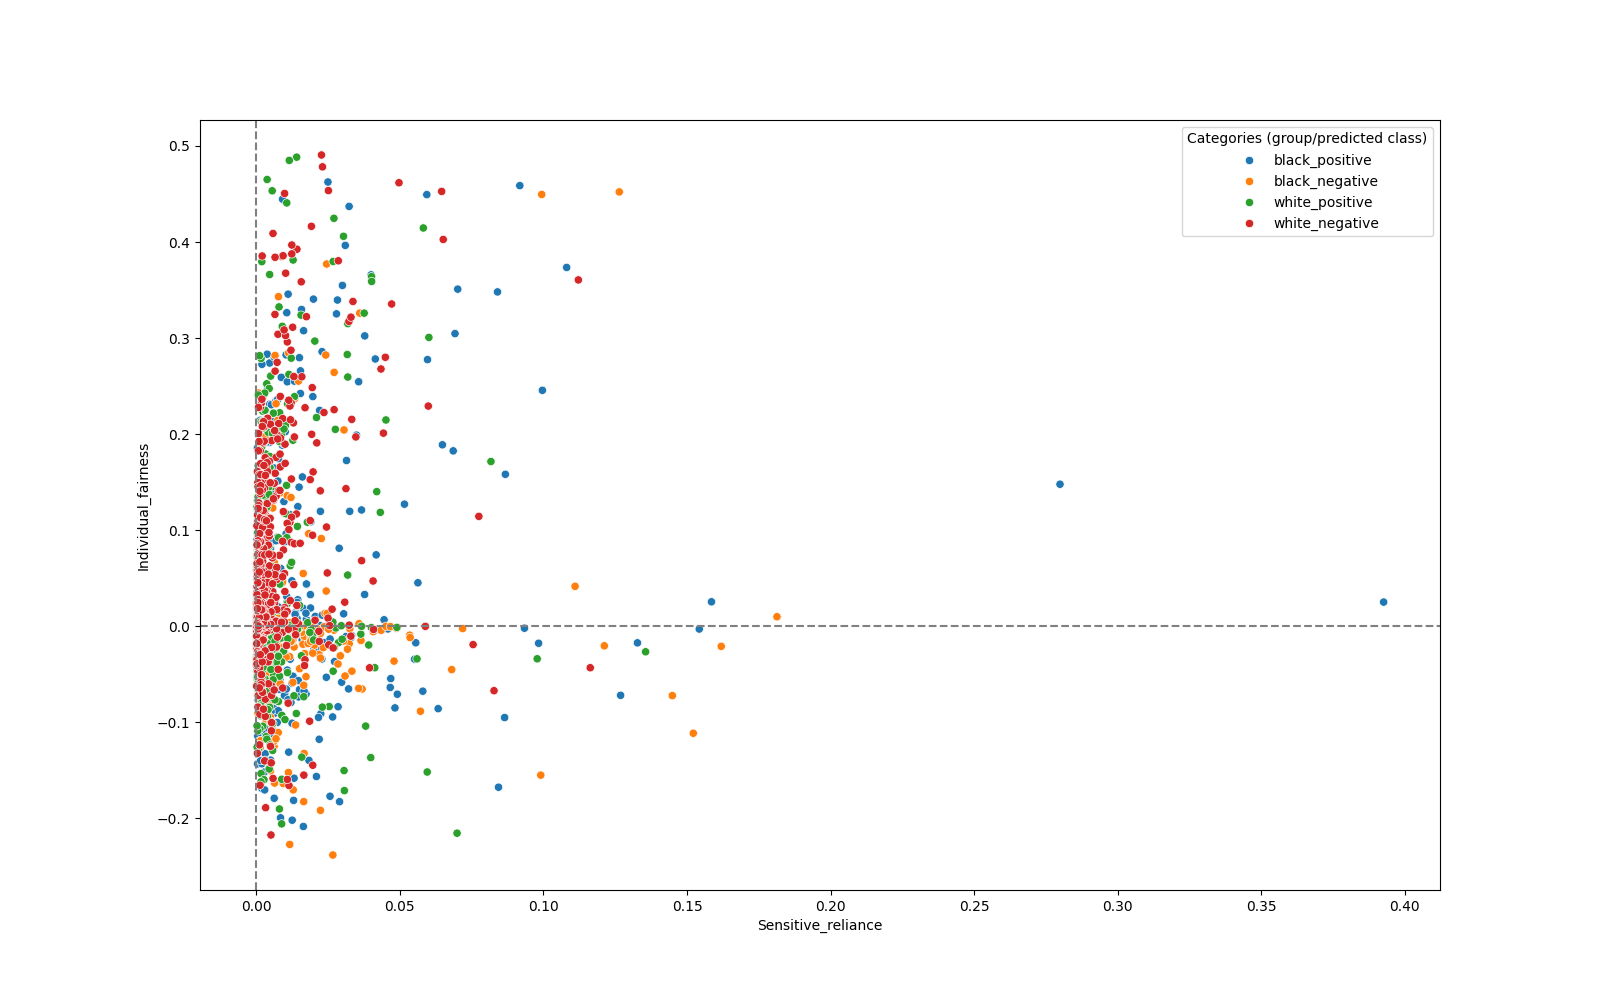 Categories (group/predicted class)
black_positive
black_negative
white_positive
white_negative
0.5
0.4
0.3
0.2
0.1
0.0
−0.1
−0.2
Individual_fairness
0.00 0.05 0.10 0.15 0.20 0.25 0.30 0.35 0.40
Sensitive_reliance